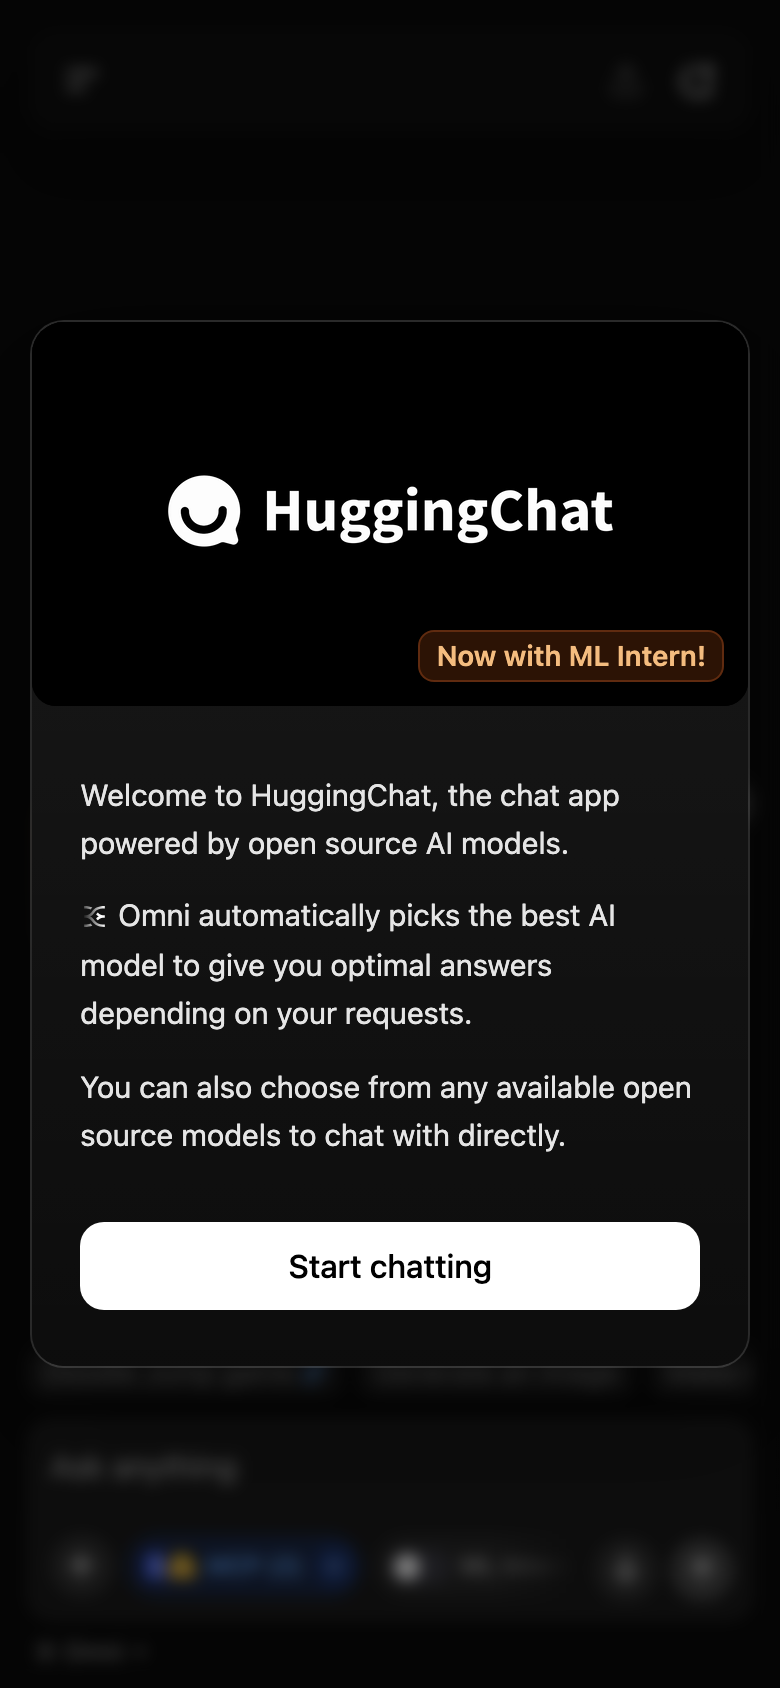 HuggingChat
Now with ML Intern!
Welcome to HuggingChat, the chat app
powered by open source AI models.
Omni automatically picks the best AI
model to give you optimal answers
depending on your requests.
You can also choose from any available open
source models to chat with directly.
Start chatting
Ask anything